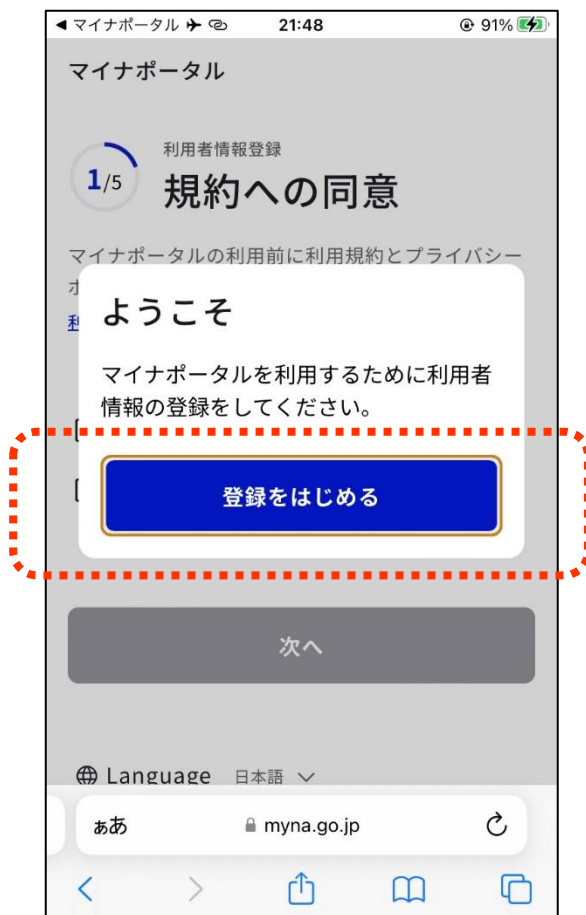 マイナポータル
21:48
91%
マイナポータル
1/5
利用者情報登録
規約への同意
マイナポータルの利用前に利用規約とプライバシー
ようこそ
マイナポータルを利用するために利用者
情報の登録をしてください。
登録をはじめる
次へ
Language 日本語
ぁあ
myna.go.jp